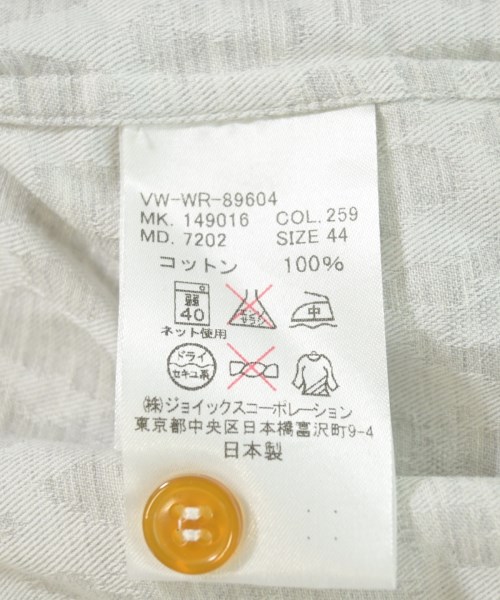 VW-WR-89604
MK. 149016 COL.259
MD. 7202 SIZE 44
コットン 100%
弱
40
エンソ
サラシ
中
ネット使用
ドライ
セキユ系
㈱ジョイックスコーポレーション
東京都中央区日本橋富沢町9-4
日本製